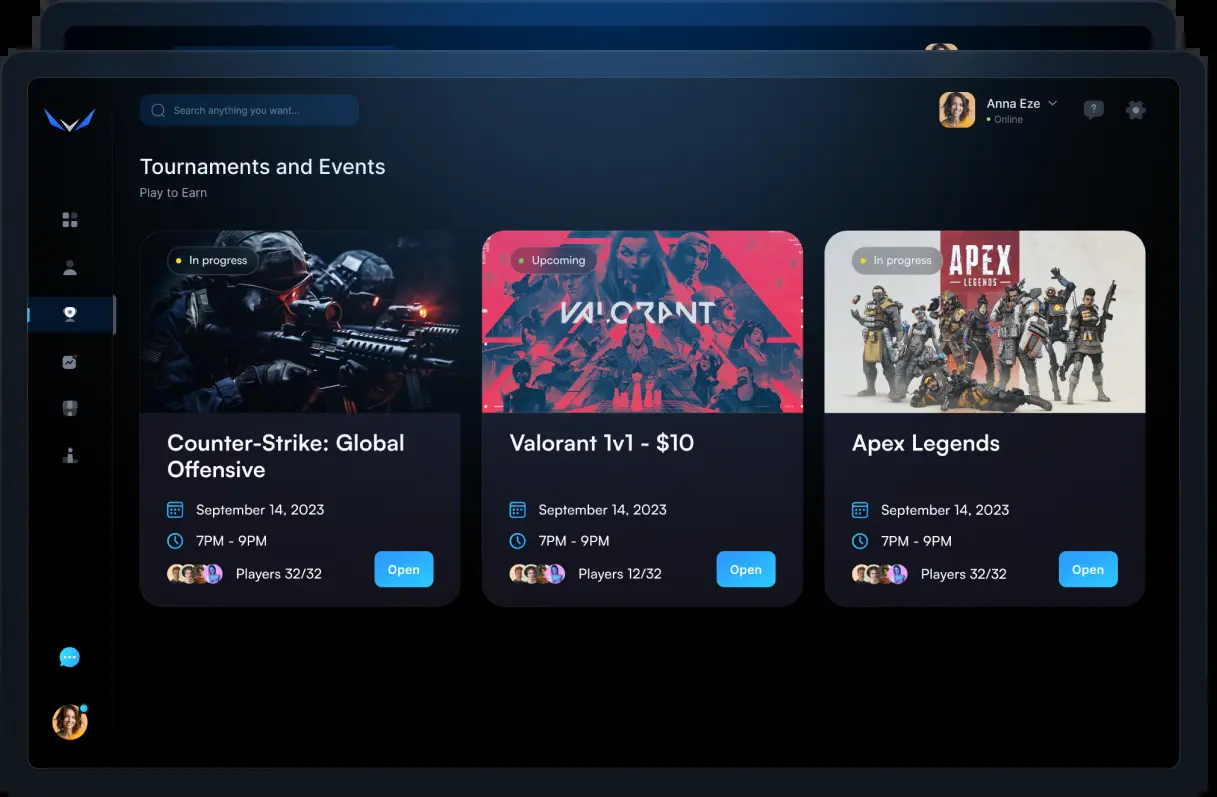 Search anything you want...
Anna Eze
Online
Tournaments and Events
Play to Earn
In progress
Upcoming
In progress
VALORANT
APEX
LEGENDS
Counter-Strike: Global
Offensive
September 14, 2023
7PM - 9PM
Players 32/32
Open
Valorant 1v1 - $10
September 14, 2023
7PM - 9PM
Players 12/32
Open
Apex Legends
September 14, 2023
7PM - 9PM
Players 32/32
Open